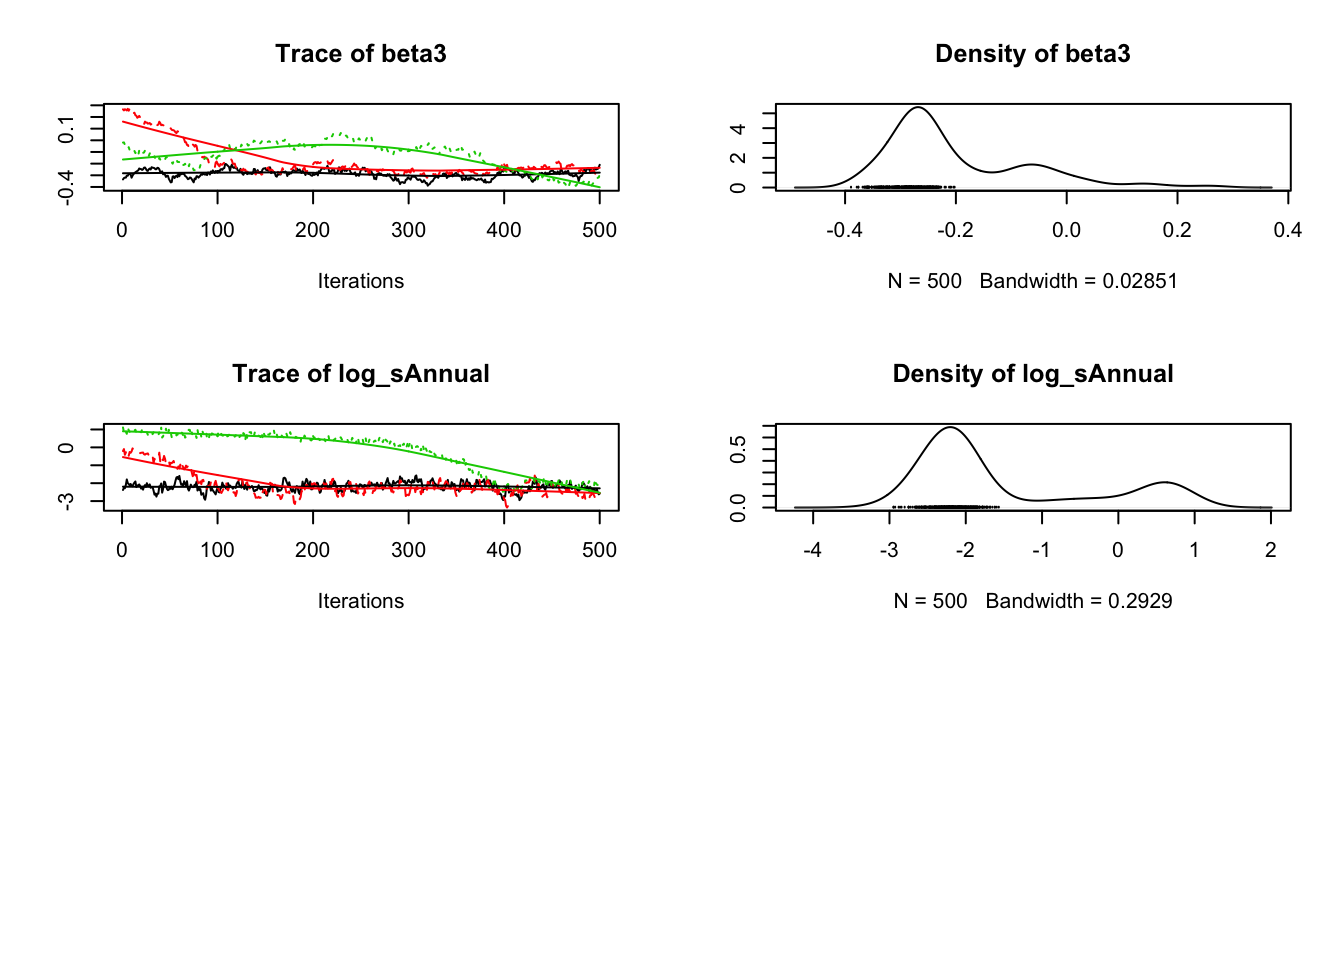 Trace of beta3
0.1
-0.4
0 100 200 300 400 500
Iterations
Density of beta3
4
2
0
-0.4 -0.2 0.0 0.2 0.4
N = 500 Bandwidth = 0.02851
Trace of log_sAnnual
0
-3
0 100 200 300 400 500
Iterations
Density of log_sAnnual
0.5
0.0
-4 -3 -2 -1 0 1 2
N = 500 Bandwidth = 0.2929